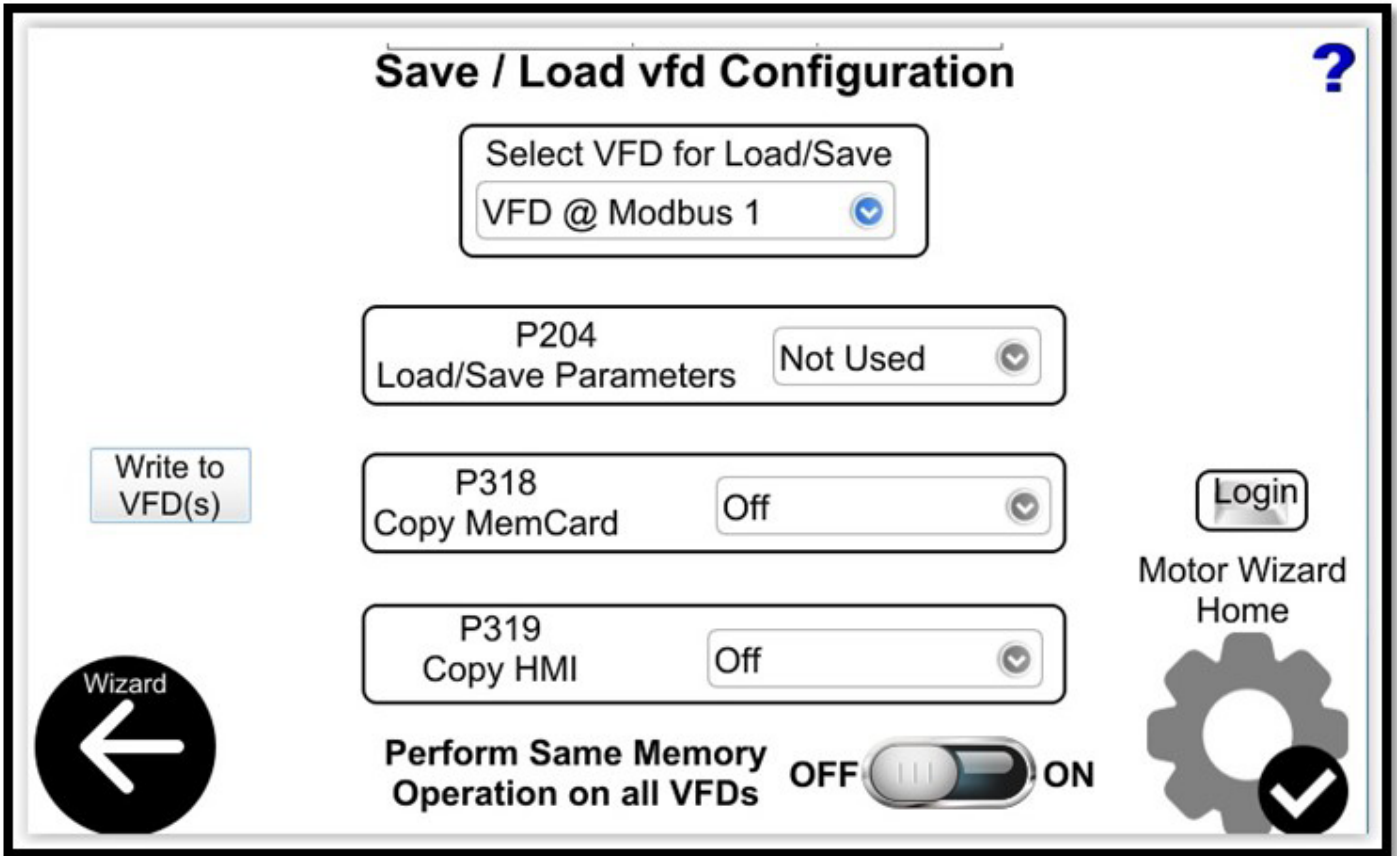 Save / Load vfd Configuration
?
Select VFD for Load/Save
VFD @ Modbus 1
P204
Load/Save Parameters
Not Used
Write to
VFD(s)
P318
Copy MemCard
Off
Login
Motor Wizard
Home
P319
Copy HMI
Off
Wizard
Perform Same Memory
Operation on all VFDs
OFF
ON